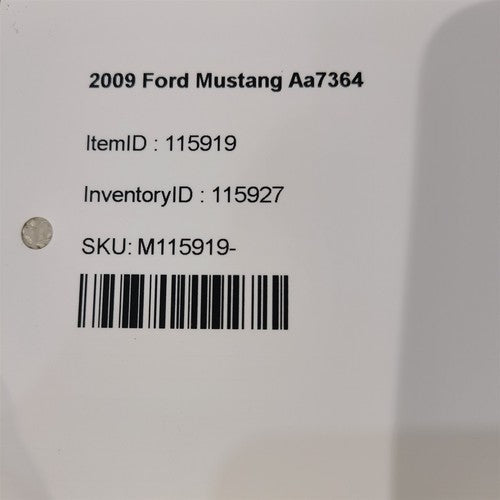 2009 Ford Mustang Aa7364
ItemID : 115919
InventoryID : 115927
SKU: M115919-